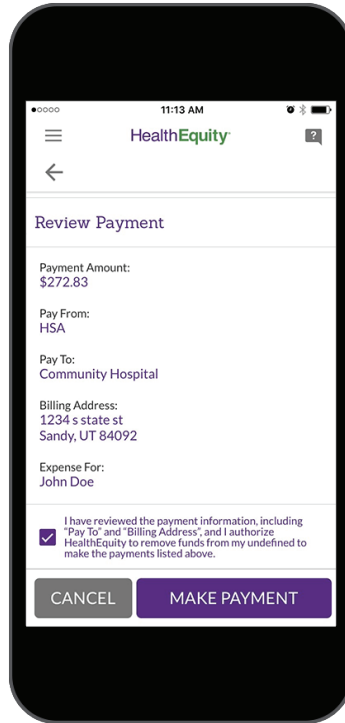 11:13 AM
HealthEquity
?
Review Payment
Payment Amount:
$272.83
Pay From:
HSA
Pay To:
Community Hospital
Billing Address:
1234 s state st
Sandy, UT 84092
Expense For:
John Doe
I have reviewed the payment information, including
"Pay To" and "Billing Address", and I authorize
HealthEquity to remove funds from my undefined to
make the payments listed above.
CANCEL MAKE PAYMENT